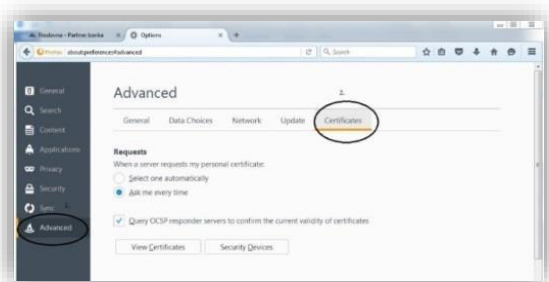 Options
Firefox about:preferences#advanced
Search
General
Search
Content
Applications
Privacy
Security
Sync
Advanced
Advanced
2.
General Data Choices Network Update Certificates
Requests
When a server requests my personal certificate:
Select one automatically
Ask me every time
Query OCSP responder servers to confirm the current validity of certificates
View Certificates Security Devices